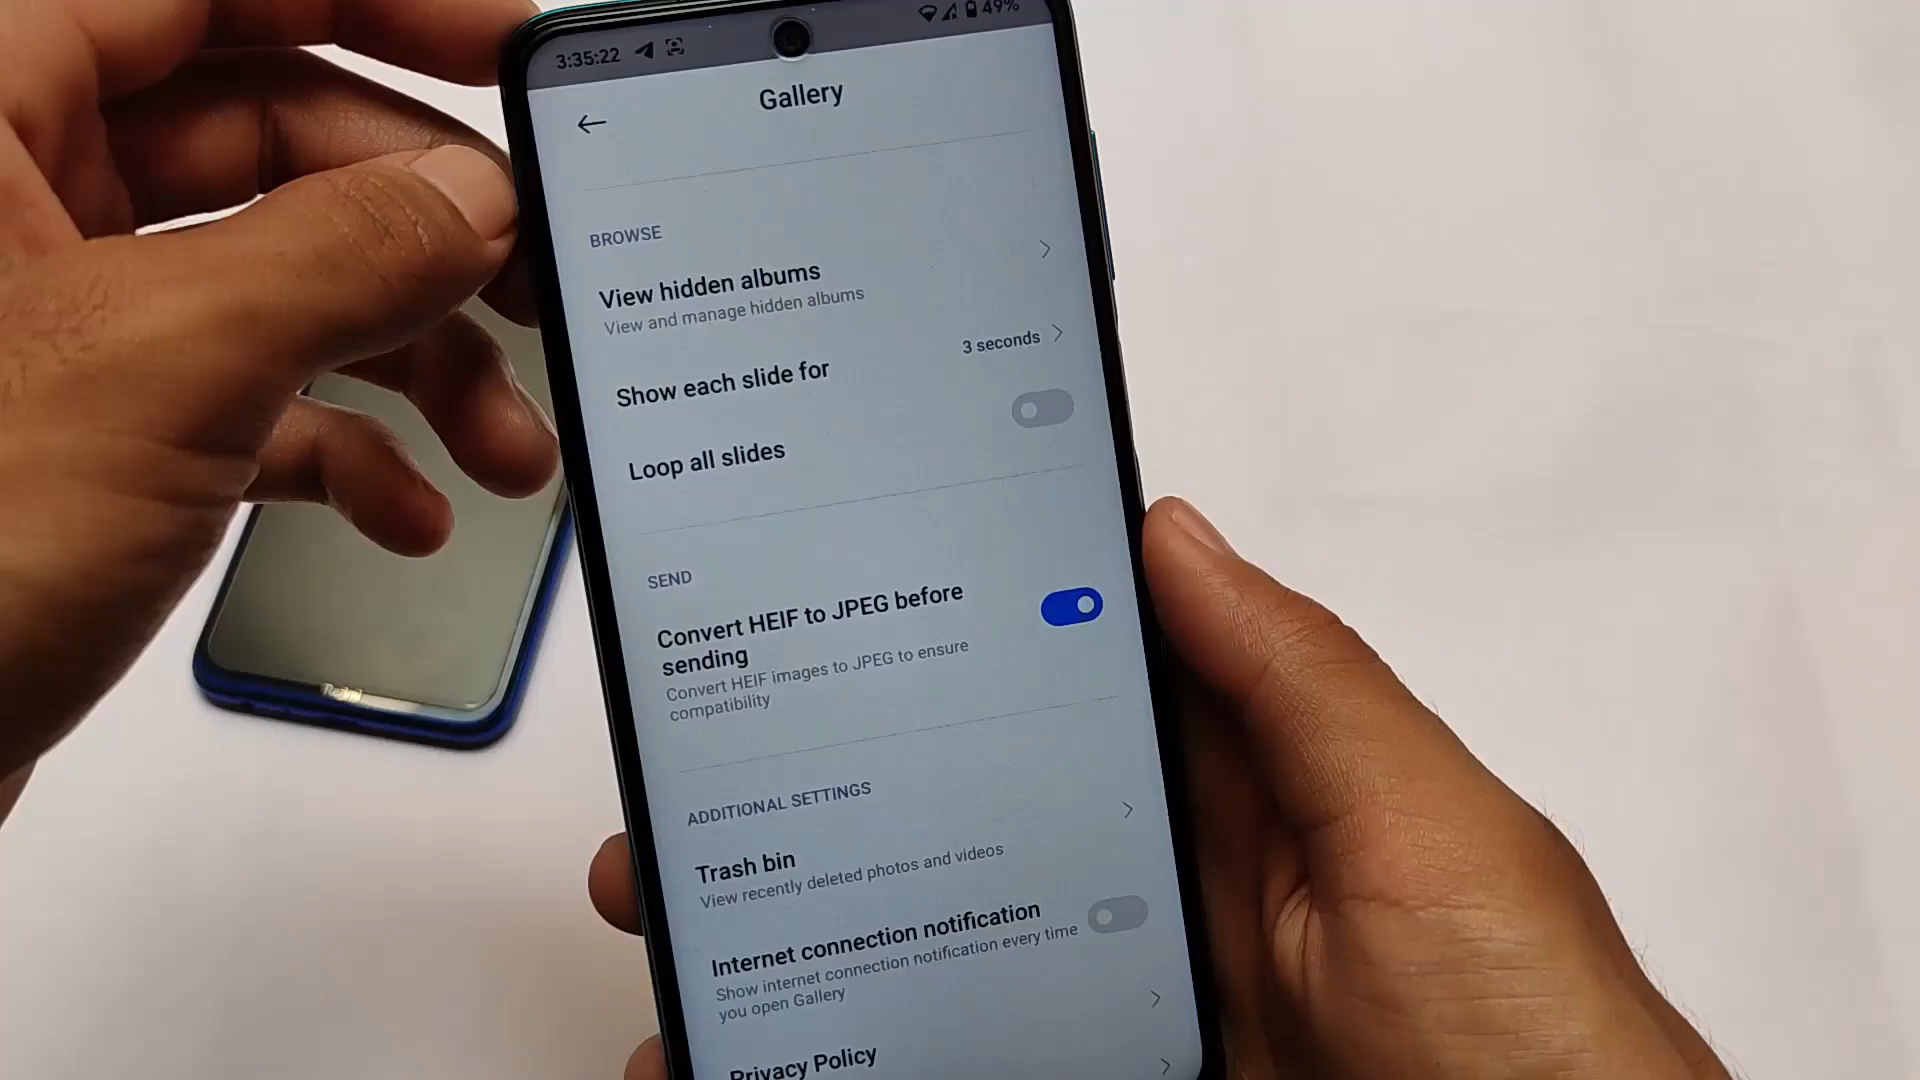 3:35:22
49%
Gallery
BROWSE
View hidden albums
View and manage hidden albums
Show each slide for
3 seconds
Loop all slides
SEND
Convert HEIF to JPEG before
sending
Convert HEIF images to JPEG to ensure
compatibility
ADDITIONAL SETTINGS
Trash bin
View recently deleted photos and videos
Internet connection notification
Show internet connection notification every time
you open Gallery
Privacy Policy
Redmi